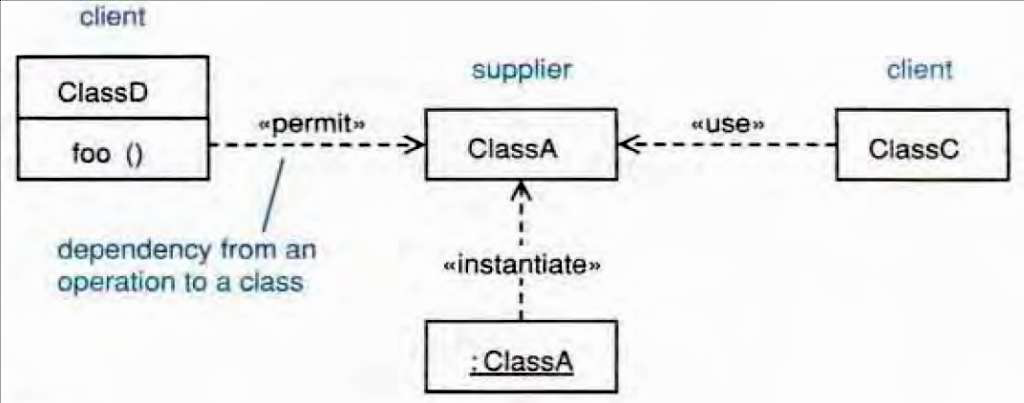 client
ClassD
foo ()
«permit»
dependency from an
operation to a class
supplier
ClassA
«instantiate»
: ClassA
client
«use»
ClassC